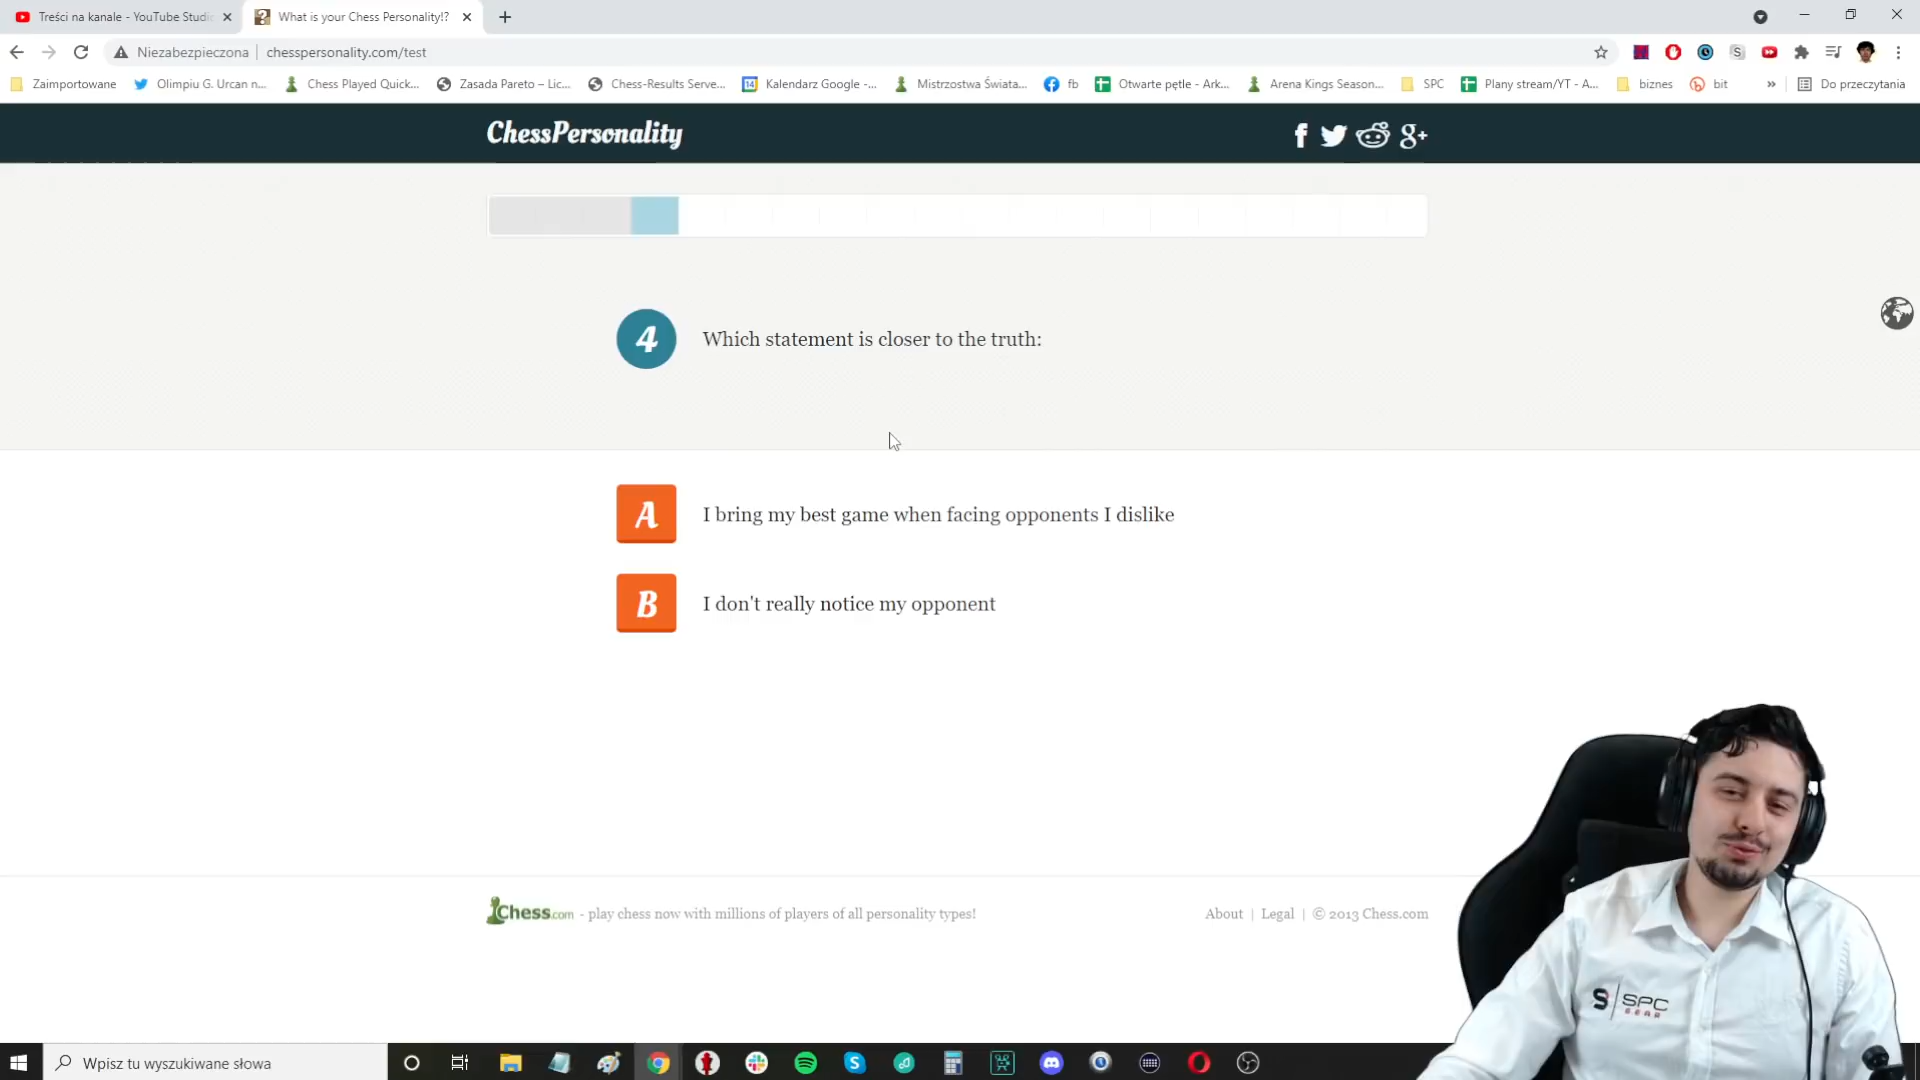 Treści na kanale - YouTube Studio
What is your Chess Personality!?
Niezabezpieczona
chesspersonality.com/test
Zaimportowane
Olimpiu G. Urcan n...
Chess Played Quick...
Zasada Pareto – Lic...
Chess-Results Serve...
Kalendarz Google -...
Mistrzostwa Świata...
fb
Otwarte pętle - Ark...
Arena Kings Season...
SPC
Plany stream/YT - A...
biznes
bit
»
Do przeczytania
ChessPersonality
4
Which statement is closer to the truth:
A
I bring my best game when facing opponents I dislike
B
I don't really notice my opponent
Chess.com - play chess now with millions of players of all personality types!
About | Legal | © 2013 Chess.com
SPC
GEAR
Wpisz tu wyszukiwane słowa